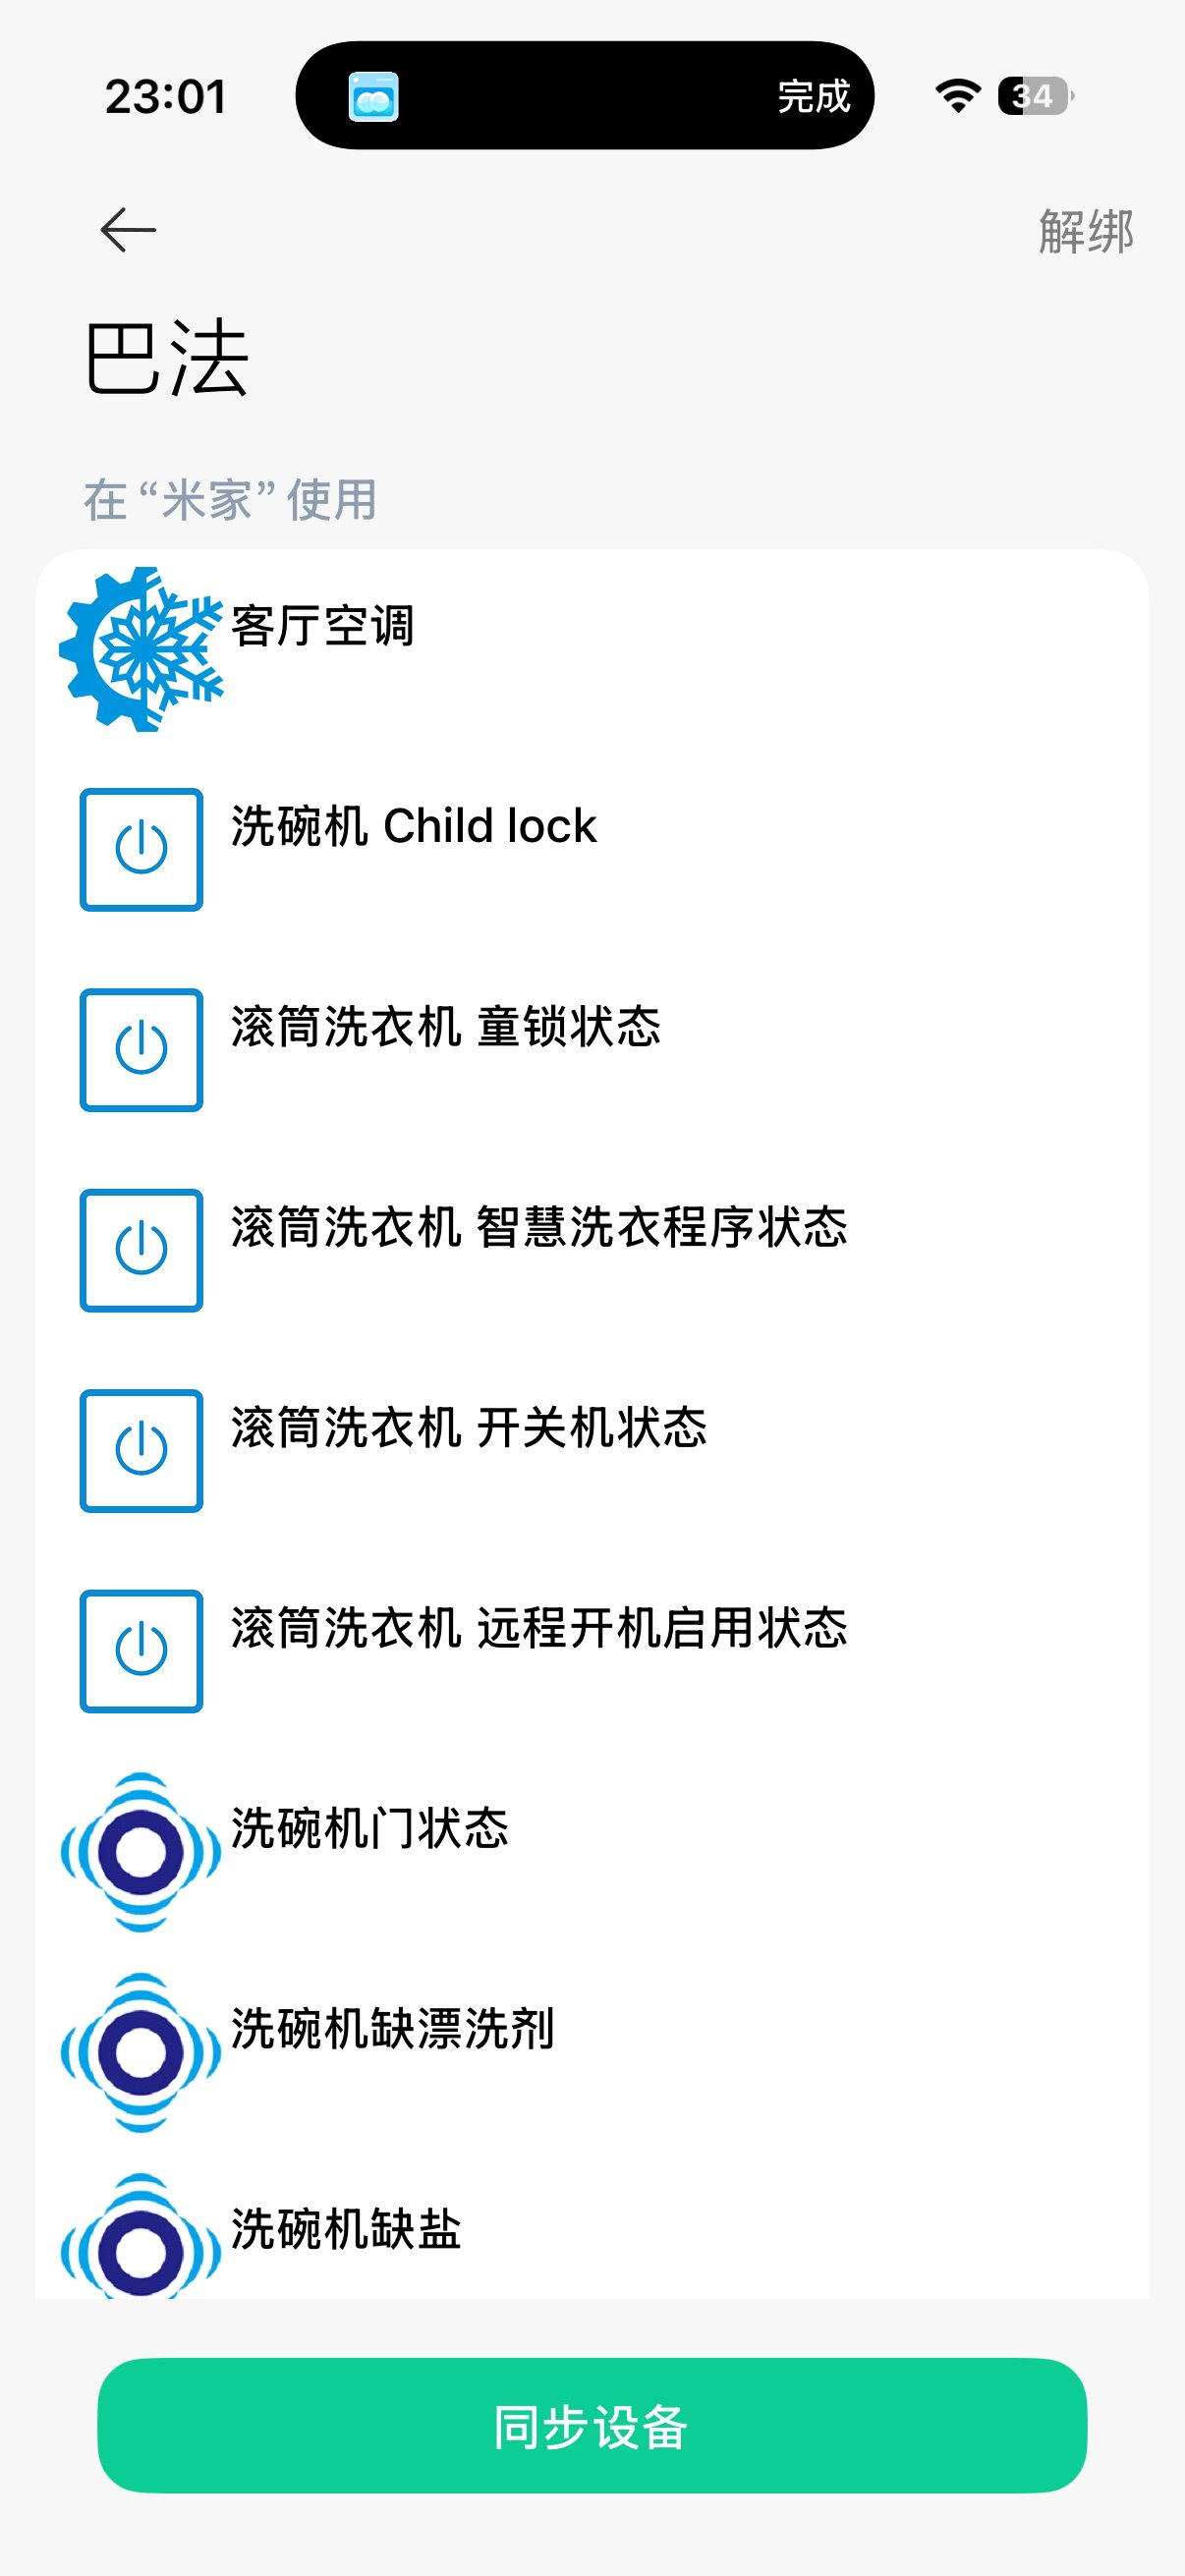 23:01
完成
34
解绑
巴法
在“米家”使用
客厅空调
洗碗机 Child lock
滚筒洗衣机 童锁状态
滚筒洗衣机 智慧洗衣程序状态
滚筒洗衣机 开关机状态
滚筒洗衣机 远程开机启用状态
洗碗机门状态
洗碗机缺漂洗剂
洗碗机缺盐
同步设备